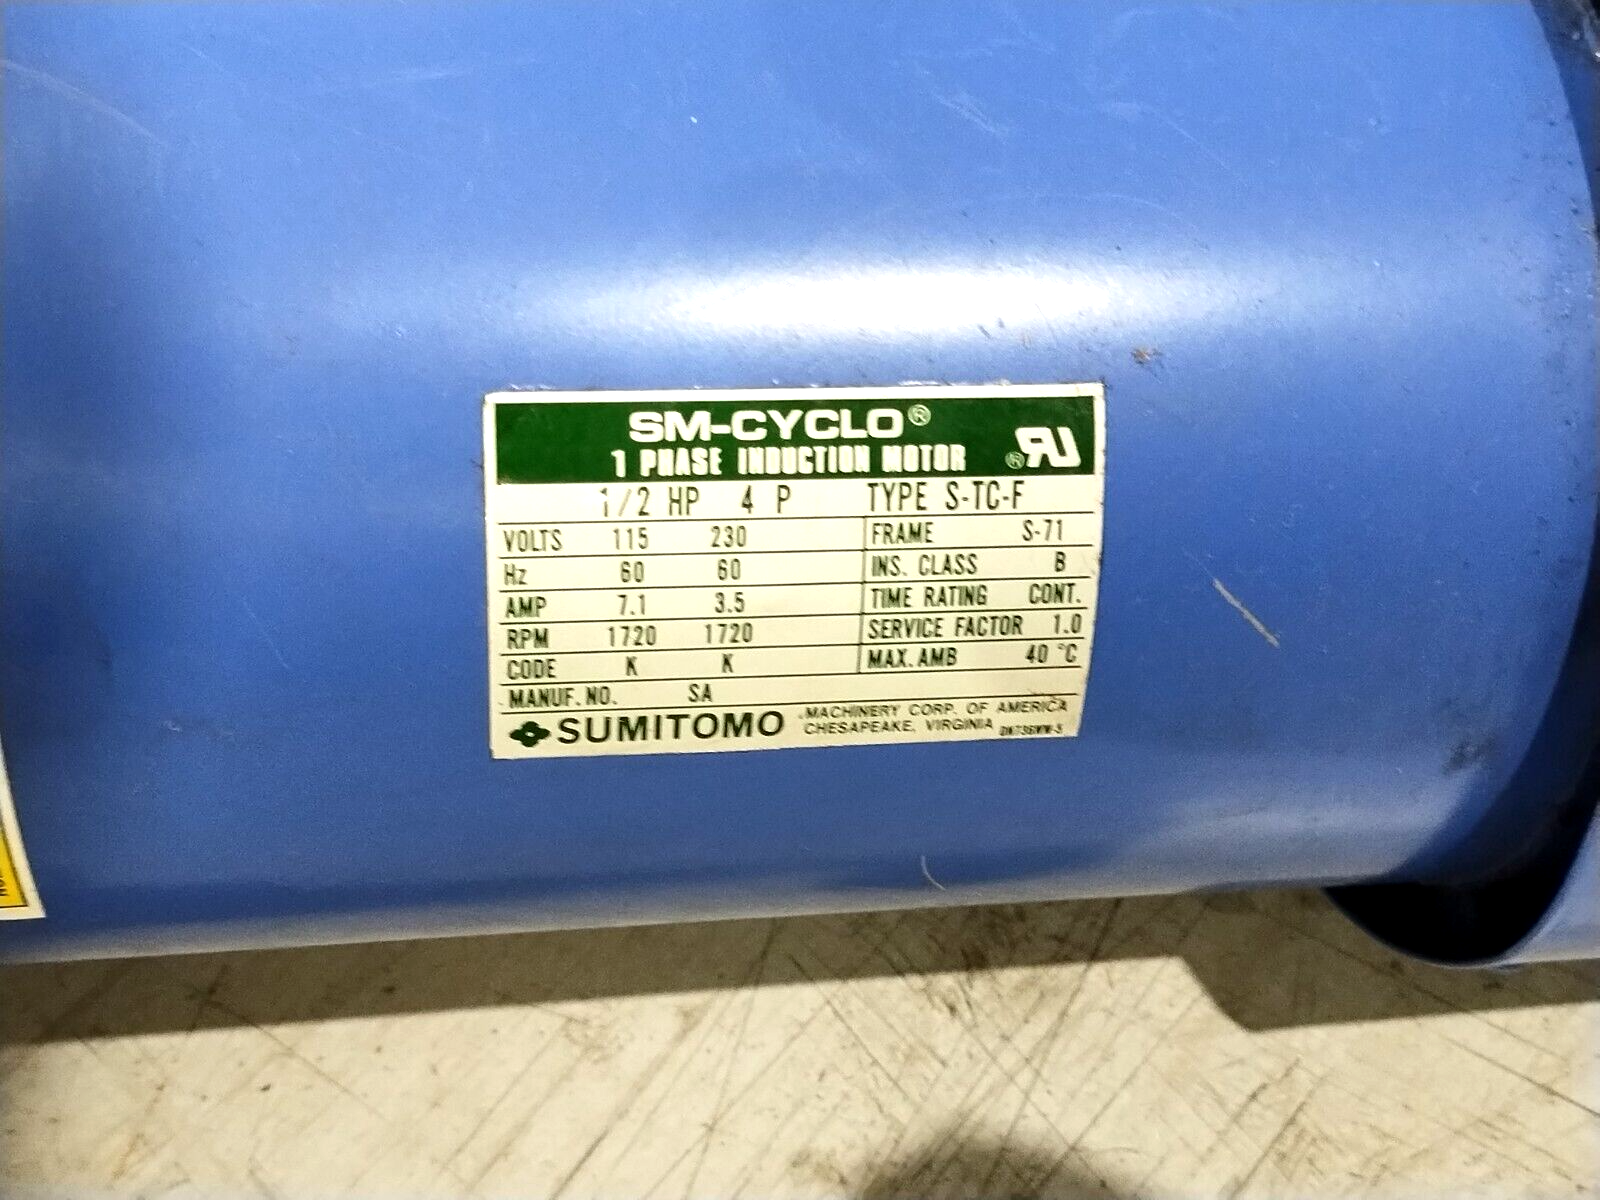 SM-CYCLO®
1 PHASE INDUCTION MOTOR ® RU
1/2 HP 4 P TYPE S-TC-F
VOLTS 115 230 FRAME S-71
Hz 60 60 INS. CLASS B
AMP 7.1 3.5 TIME RATING CONT.
RPM 1720 1720 SERVICE FACTOR 1.0
CODE K K MAX. AMB 40 °C
MANUF. NO. SA
SUMITOMO MACHINERY CORP. OF AMERICA
CHESAPEAKE, VIRGINIA